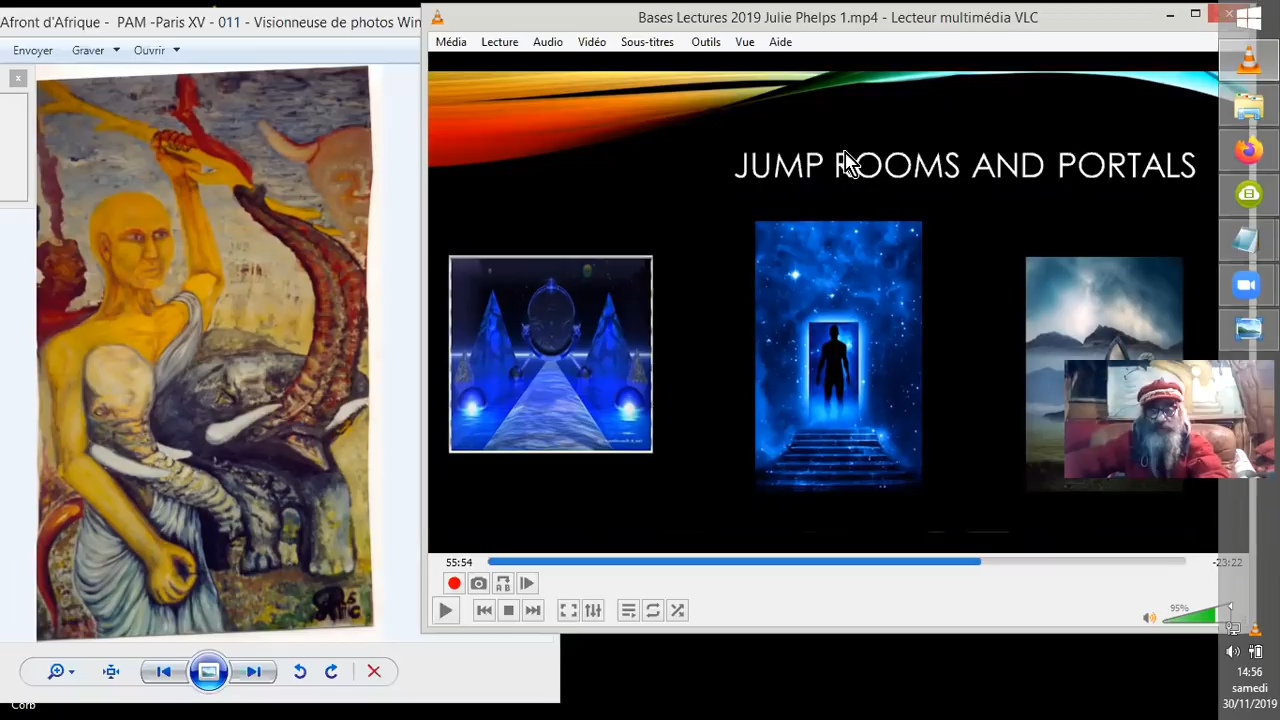 Afront d'Afrique - PAM -Paris XV - 011 - Visionneuse de photos Win
Envoyer Graver Ouvrir
Bases Lectures 2019 Julie Phelps 1.mp4 - Lecteur multimédia VLC
Média Lecture Audio Vidéo Sous-titres Outils Vue Aide
JUMP ROOMS AND PORTALS
55:54
-23:22
95%
14:56
samedi
30/11/2019
Corb